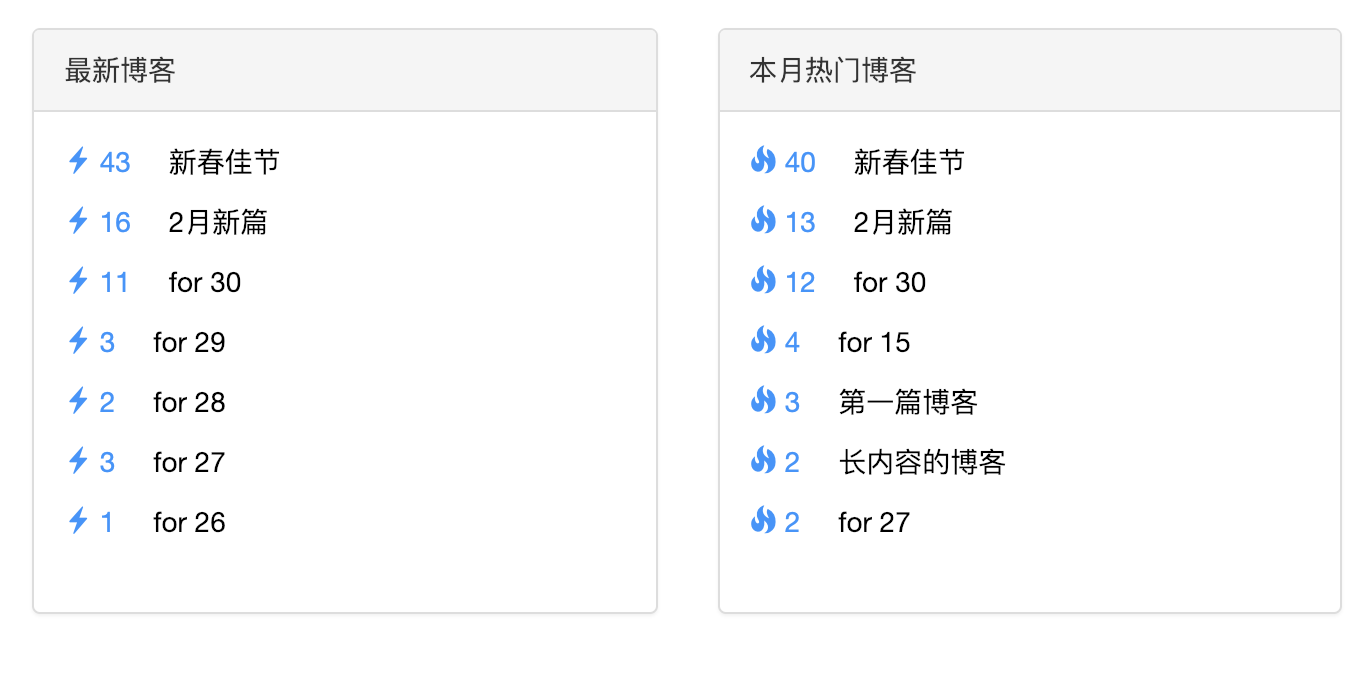 最新博客
43 新春佳节
16 2月新篇
11 for 30
3 for 29
2 for 28
3 for 27
1 for 26
本月热门博客
40 新春佳节
13 2月新篇
12 for 30
4 for 15
3 第一篇博客
2 长内容的博客
2 for 27